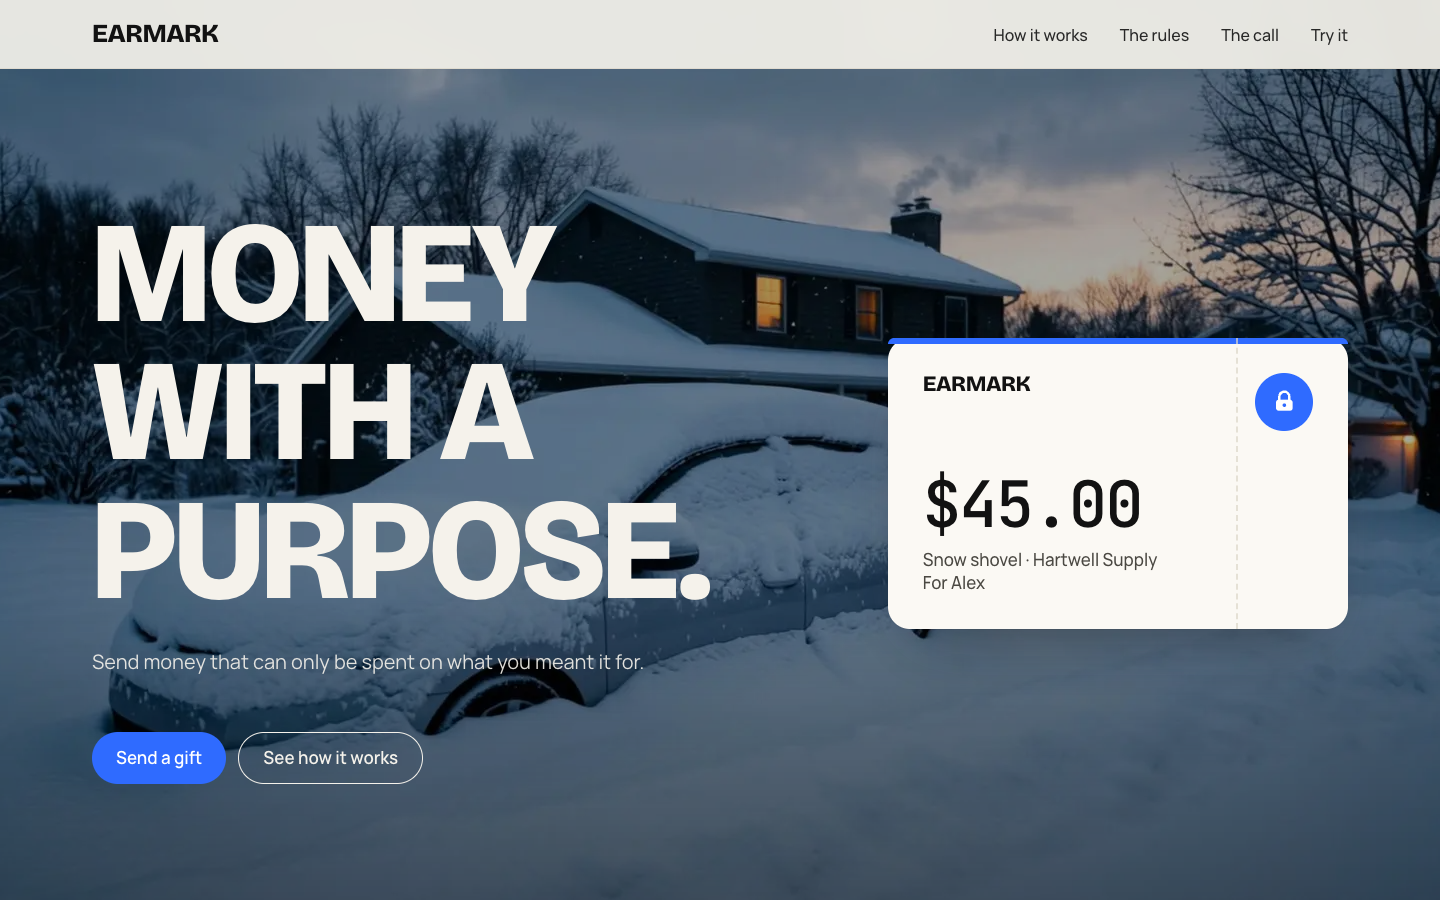 EARMARK
How it works
The rules
The call
Try it
MONEY
WITH A
PURPOSE.
Send money that can only be spent on what you meant it for.
Send a gift
See how it works
EARMARK
$45.00
Snow shovel · Hartwell Supply
For Alex